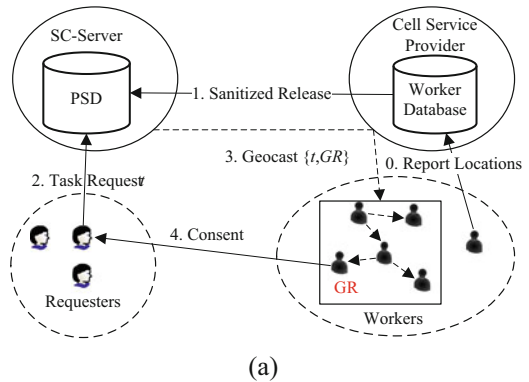 SC-Server
Cell Service
Provider
PSD
Worker
Database
1. Sanitized Release
3. Geocast {t,GR}
0. Report Locations
2. Task Request t
4. Consent
GR
Requesters
Workers
(a)